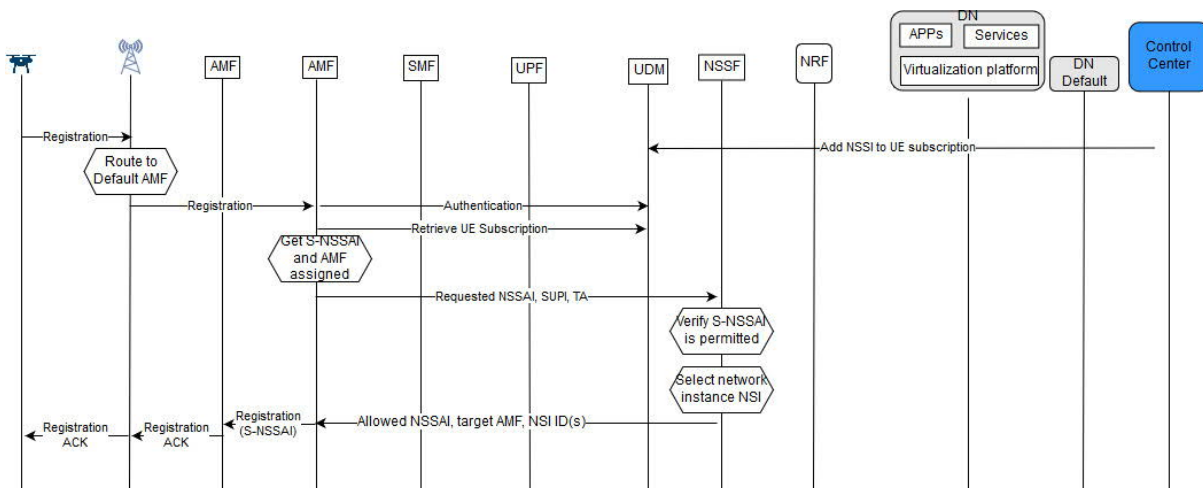 DN
APPs
Services
Virtualization platform
Control
Center
AMF
AMF
SMF
UPF
UDM
NSSF
NRF
DN
Default
Registration
Add NSSI to UE subscription
Route to
Default AMF
Registration
Authentication
Retrieve UE Subscription
Get S-NSSAI
and AMF
assigned
Requested NSSAI, SUPI, TA
Verify S-NSSAI
is permitted
Select network
instance NSI
Allowed NSSAI, target AMF, NSI ID(s)
Registration
(S-NSSAI)
Registration
ACK
Registration
ACK